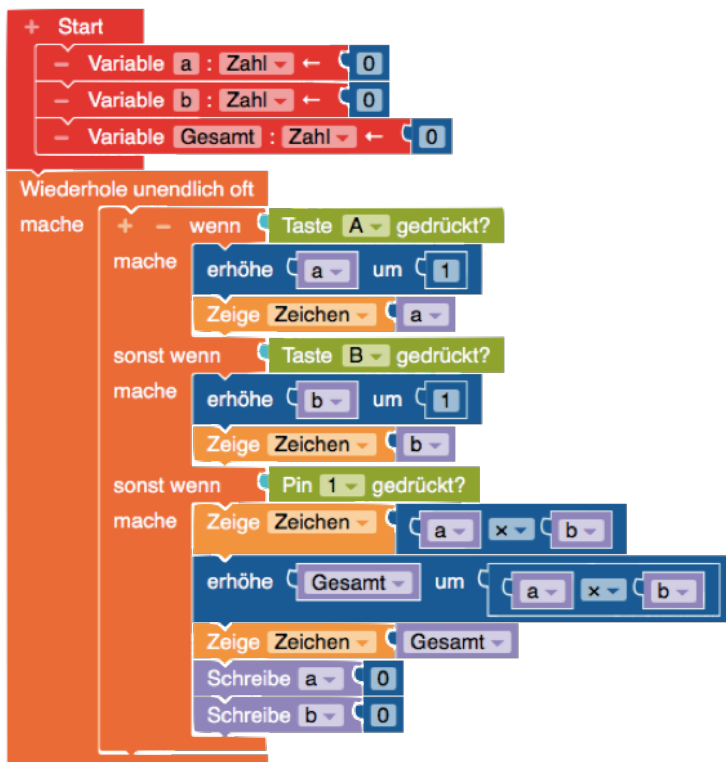 + Start
− Variable a : Zahl ← 0
− Variable b : Zahl ← 0
− Variable Gesamt : Zahl ← 0
Wiederhole unendlich oft
mache + − wenn Taste A gedrückt?
mache erhöhe a um 1
Zeige Zeichen a
sonst wenn Taste B gedrückt?
mache erhöhe b um 1
Zeige Zeichen b
sonst wenn Pin 1 gedrückt?
mache Zeige Zeichen a × b
erhöhe Gesamt um a × b
Zeige Zeichen Gesamt
Schreibe a 0
Schreibe b 0